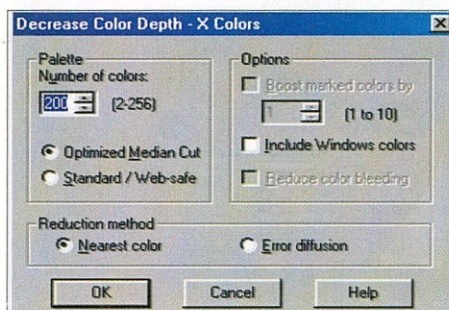 Decrease Color Depth - X Colors
Palette
Number of colors:
200 (2-256)
Optimized Median Cut
Standard / Web-safe
Options
Boost marked colors by
1 (1 to 10)
Include Windows colors
Reduce color bleeding
Reduction method
Nearest color
Error diffusion
OK
Cancel
Help